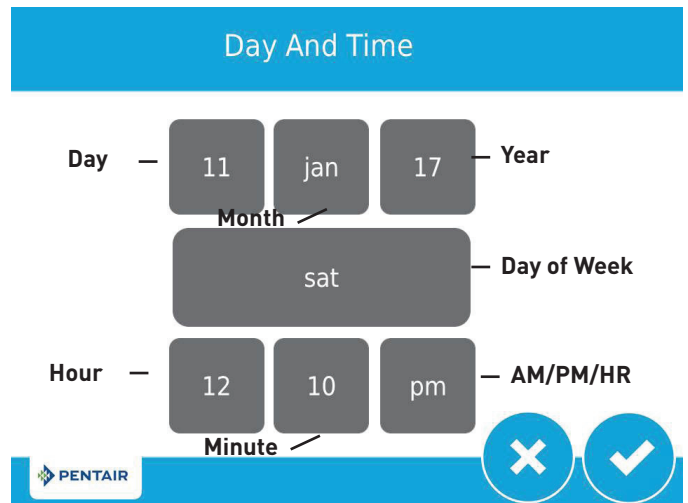 Day And Time
Day 11 jan 17 Year
Month
sat Day of Week
Hour 12 10 pm AM/PM/HR
Minute
PENTAIR